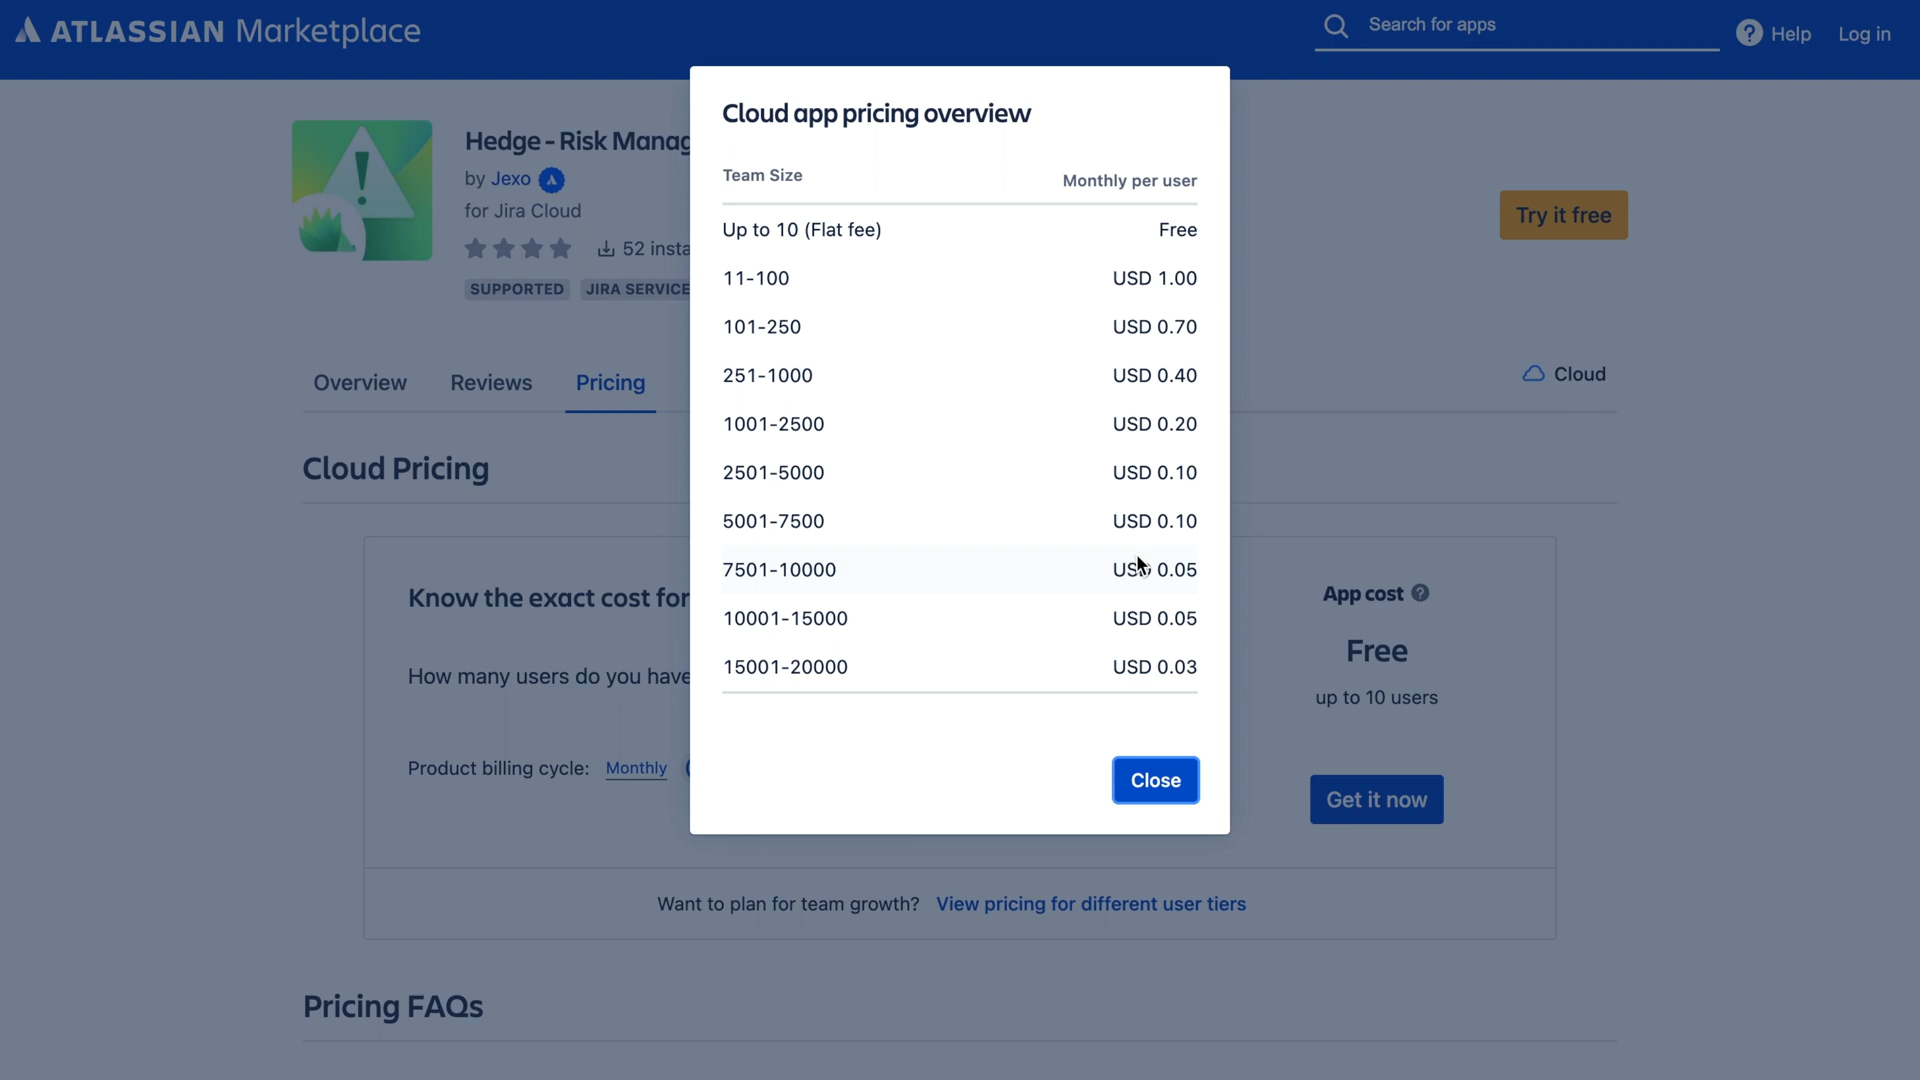 ATLASSIAN Marketplace
Search for apps
? Help
Log in
Hedge - Risk Manag
by Jexo
for Jira Cloud
52 insta
SUPPORTED JIRA SERVICE
Try it free
Overview
Reviews
Pricing
Cloud
Cloud Pricing
Know the exact cost for
How many users do you have
Product billing cycle: Monthly
App cost ?
Free
up to 10 users
Get it now
Want to plan for team growth? View pricing for different user tiers
Pricing FAQs
Cloud app pricing overview
Team Size Monthly per user
Up to 10 (Flat fee) Free
11-100 USD 1.00
101-250 USD 0.70
251-1000 USD 0.40
1001-2500 USD 0.20
2501-5000 USD 0.10
5001-7500 USD 0.10
7501-10000 USD 0.05
10001-15000 USD 0.05
15001-20000 USD 0.03
Close